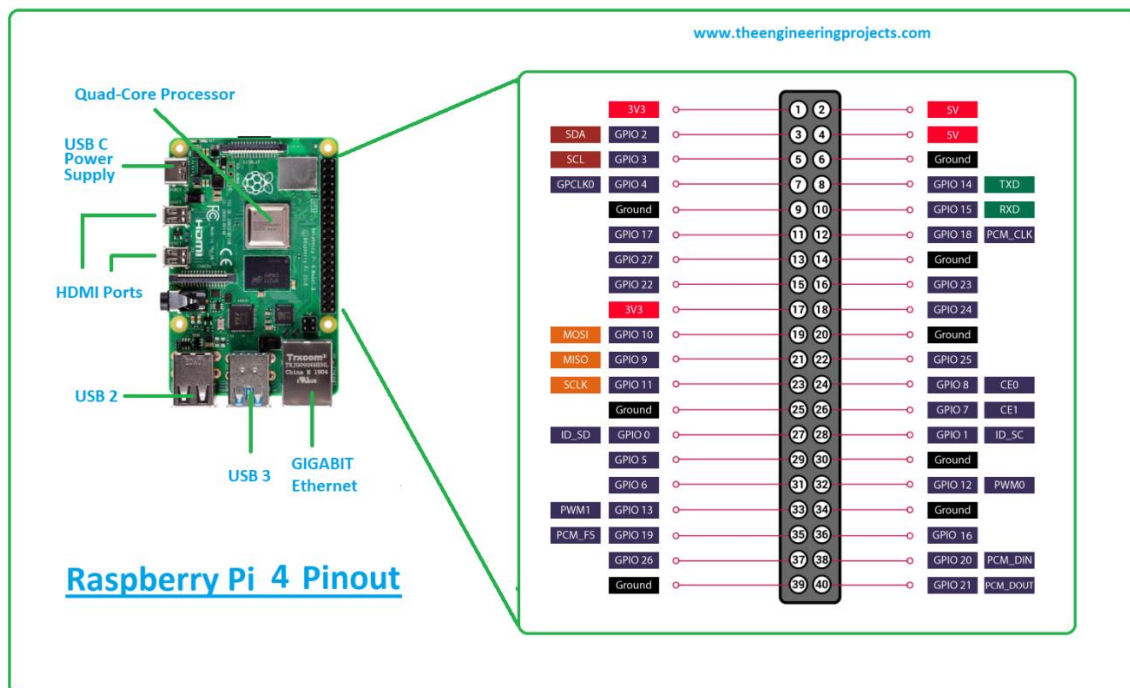 www.theengineeringprojects.com
Quad-Core Processor
USB C
Power
Supply
HDMI Ports
HDMI
Trxcom
China
USB 2
USB 3
GIGABIT
Ethernet
Raspberry Pi 4 Pinout
3V3 1 2 5V
SDA GPIO 2 3 4 5V
SCL GPIO 3 5 6 Ground
GPCLK0 GPIO 4 7 8 GPIO 14 TXD
Ground 9 10 GPIO 15 RXD
GPIO 17 11 12 GPIO 18 PCM_CLK
GPIO 27 13 14 Ground
GPIO 22 15 16 GPIO 23
3V3 17 18 GPIO 24
MOSI GPIO 10 19 20 Ground
MISO GPIO 9 21 22 GPIO 25
SCLK GPIO 11 23 24 GPIO 8 CE0
Ground 25 26 GPIO 7 CE1
ID_SD GPIO 0 27 28 GPIO 1 ID_SC
GPIO 5 29 30 Ground
GPIO 6 31 32 GPIO 12 PWM0
PWM1 GPIO 13 33 34 Ground
PCM_FS GPIO 19 35 36 GPIO 16
GPIO 26 37 38 GPIO 20 PCM_DIN
Ground 39 40 GPIO 21 PCM_DOUT